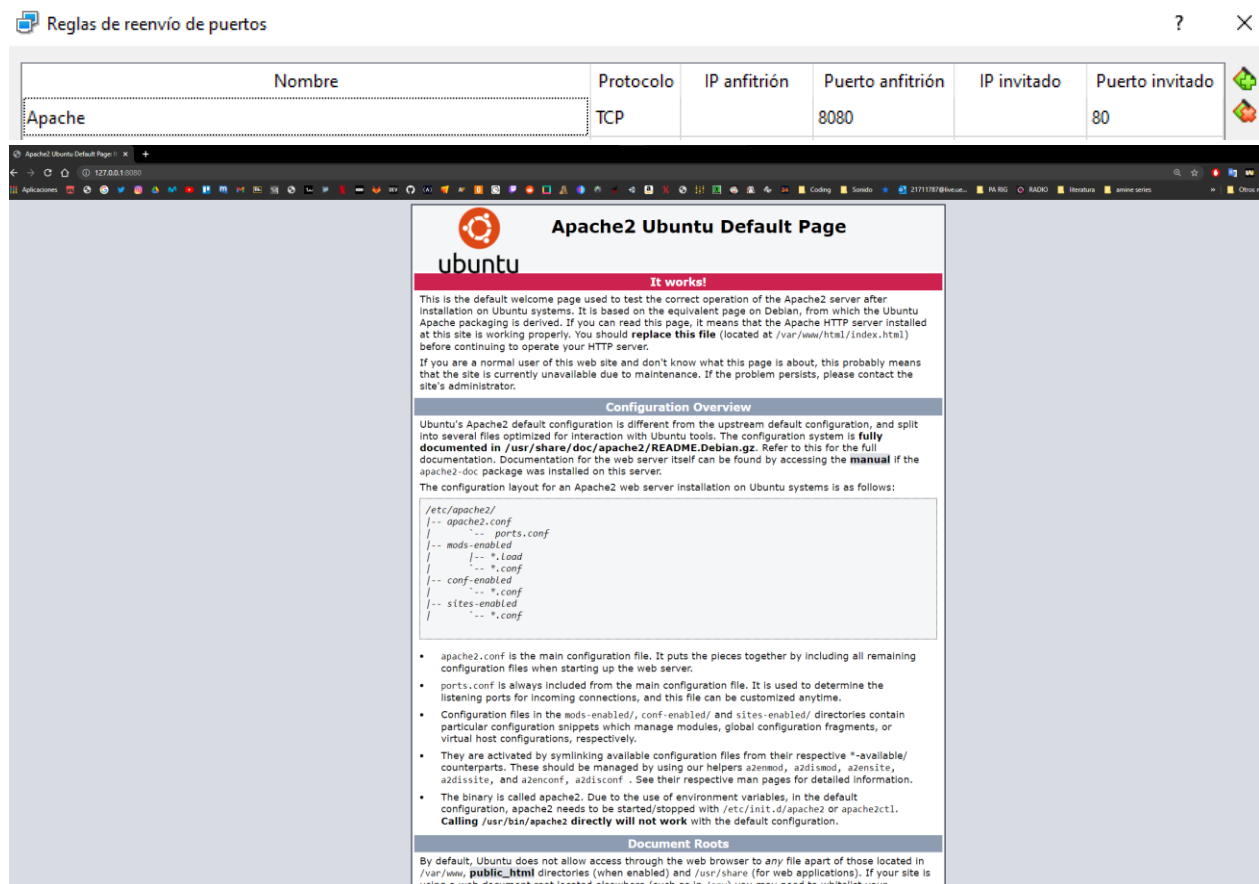 Reglas de reenvío de puertos
Nombre Protocolo IP anfitrión Puerto anfitrión IP invitado Puerto invitado
Apache TCP 8080 80
Apache2 Ubuntu Default Page: I
127.0.0.1:8080
Aplicaciones Coding Sonido 21711787@live.ue... PA RIG RADIO literatura amine series » Otros
ubuntu
Apache2 Ubuntu Default Page
It works!
This is the default welcome page used to test the correct operation of the Apache2 server after
installation on Ubuntu systems. It is based on the equivalent page on Debian, from which the Ubuntu
Apache packaging is derived. If you can read this page, it means that the Apache HTTP server installed
at this site is working properly. You should replace this file (located at /var/www/html/index.html)
before continuing to operate your HTTP server.
If you are a normal user of this web site and don't know what this page is about, this probably means
that the site is currently unavailable due to maintenance. If the problem persists, please contact the
site's administrator.
Configuration Overview
Ubuntu's Apache2 default configuration is different from the upstream default configuration, and split
into several files optimized for interaction with Ubuntu tools. The configuration system is fully
documented in /usr/share/doc/apache2/README.Debian.gz. Refer to this for the full
documentation. Documentation for the web server itself can be found by accessing the manual if the
apache2-doc package was installed on this server.
The configuration layout for an Apache2 web server installation on Ubuntu systems is as follows:
/etc/apache2/
|-- apache2.conf
| `-- ports.conf
|-- mods-enabled
| |-- *.load
| `-- *.conf
|-- conf-enabled
| `-- *.conf
|-- sites-enabled
| `-- *.conf
• apache2.conf is the main configuration file. It puts the pieces together by including all remaining
configuration files when starting up the web server.
• ports.conf is always included from the main configuration file. It is used to determine the
listening ports for incoming connections, and this file can be customized anytime.
• Configuration files in the mods-enabled/, conf-enabled/ and sites-enabled/ directories contain
particular configuration snippets which manage modules, global configuration fragments, or
virtual host configurations, respectively.
• They are activated by symlinking available configuration files from their respective *-available/
counterparts. These should be managed by using our helpers a2enmod, a2dismod, a2ensite,
a2dissite, and a2enconf, a2disconf . See their respective man pages for detailed information.
• The binary is called apache2. Due to the use of environment variables, in the default
configuration, apache2 needs to be started/stopped with /etc/init.d/apache2 or apache2ctl.
Calling /usr/bin/apache2 directly will not work with the default configuration.
Document Roots
By default, Ubuntu does not allow access through the web browser to any file apart of those located in
/var/www, public_html directories (when enabled) and /usr/share (for web applications). If your site is